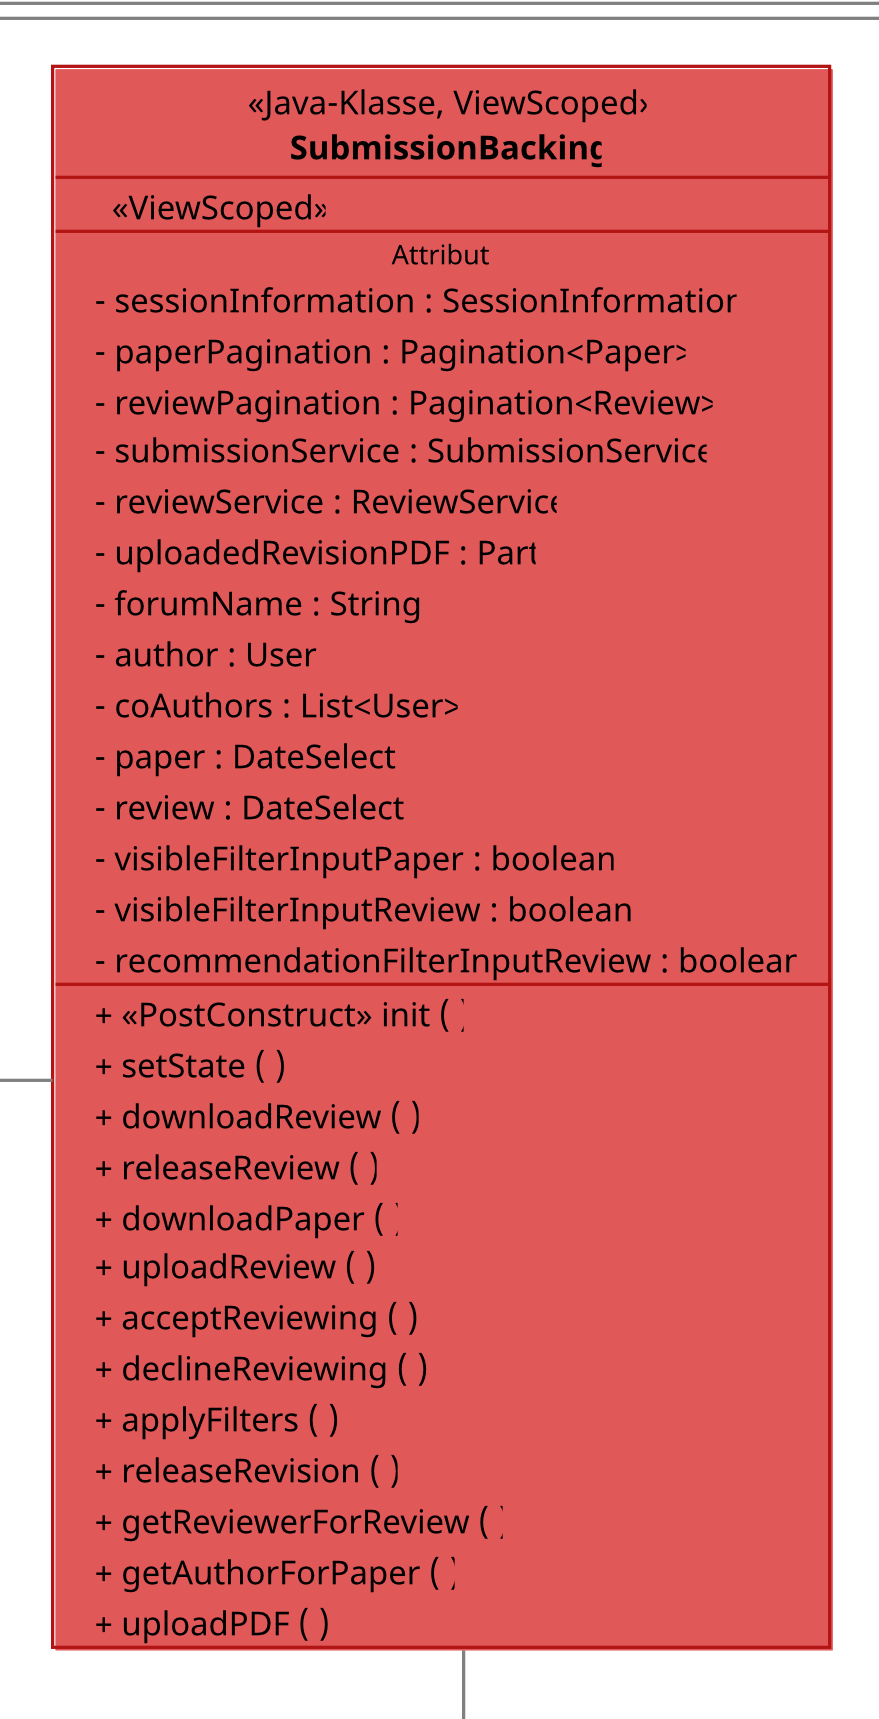 «Java-Klasse, ViewScoped»
SubmissionBacking
«ViewScoped»
Attribut
- sessionInformation : SessionInformation
- paperPagination : Pagination<Paper>
- reviewPagination : Pagination<Review>
- submissionService : SubmissionService
- reviewService : ReviewService
- uploadedRevisionPDF : Part
- forumName : String
- author : User
- coAuthors : List<User>
- paper : DateSelect
- review : DateSelect
- visibleFilterInputPaper : boolean
- visibleFilterInputReview : boolean
- recommendationFilterInputReview : boolean
+ «PostConstruct» init ( )
+ setState ( )
+ downloadReview ( )
+ releaseReview ( )
+ downloadPaper ( )
+ uploadReview ( )
+ acceptReviewing ( )
+ declineReviewing ( )
+ applyFilters ( )
+ releaseRevision ( )
+ getReviewerForReview ( )
+ getAuthorForPaper ( )
+ uploadPDF ( )